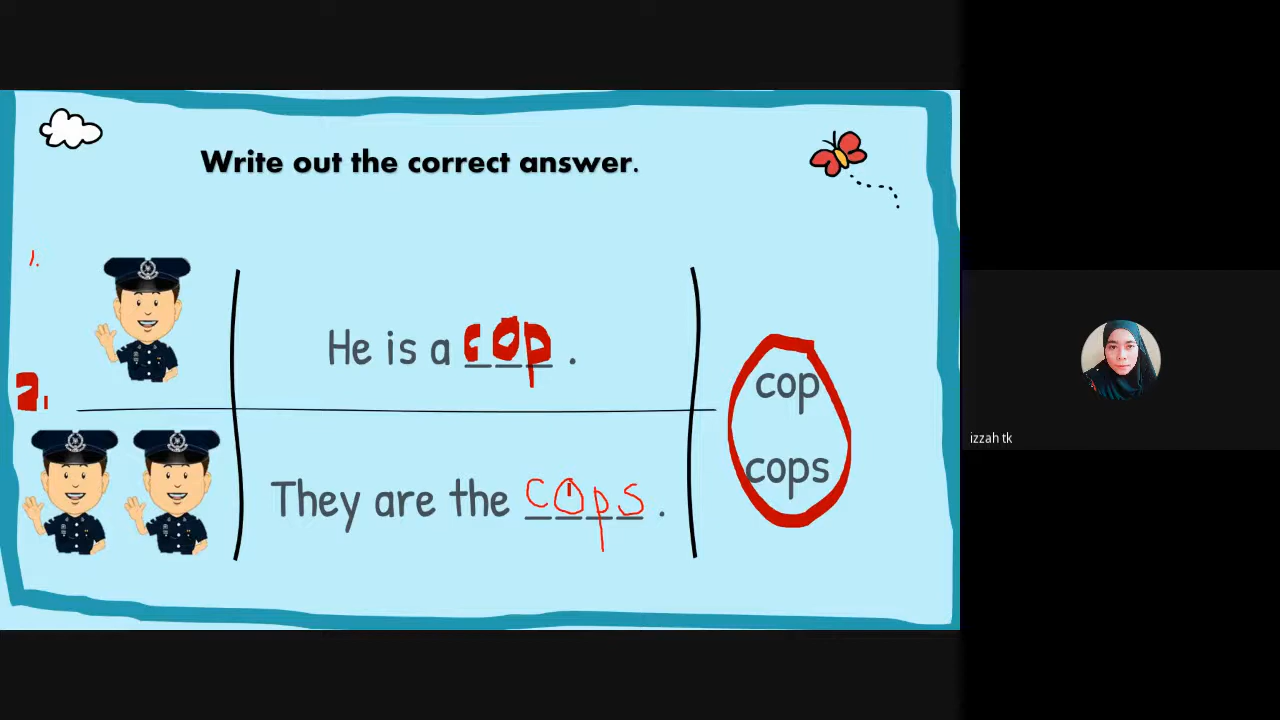 Write out the correct answer.
1.
He is a cop.
2.
They are the cops.
cop
cops
izzah tk